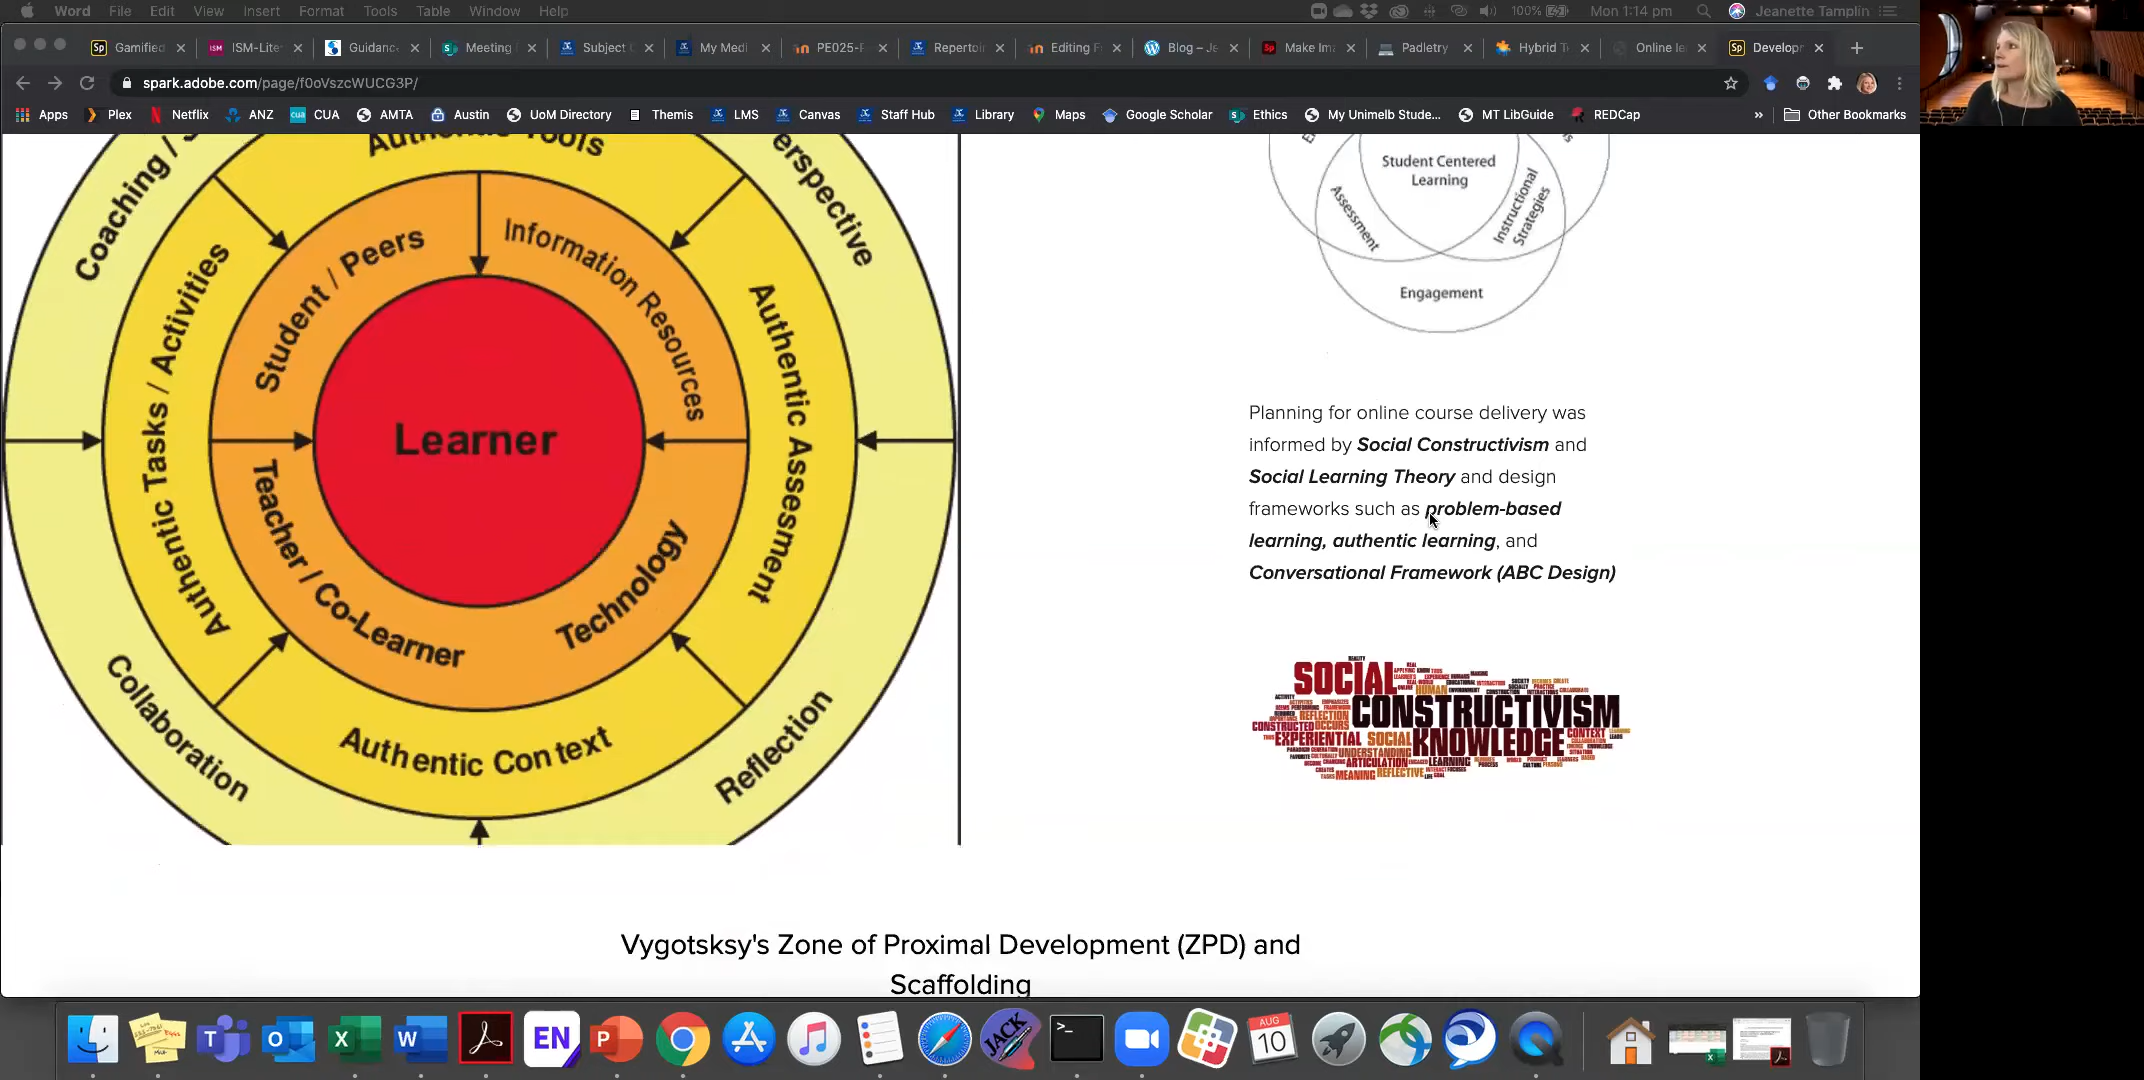 Word File Edit View Insert Format Tools Table Window Help
100% Mon 1:14 pm Jeanette Tamplin
Gamified ISM-Lite Guidanc Meeting Subject My Medi PE025- Repertoi Editing F Blog – Je Make Im Padletry Hybrid T Online le Develop
spark.adobe.com/page/f0oVszcWUCG3P/
Apps Plex Netflix ANZ CUA AMTA Austin UoM Directory Themis LMS Canvas Staff Hub Library Maps Google Scholar Ethics My Unimelb Stude... MT LibGuide REDCap » Other Bookmarks
Coaching /
Authentic Tools
erspective
Student / Peers
Information Resources
Authentic Tasks / Activities
Authentic Assessment
Learner
Teacher / Co-Learner
Technology
Collaboration
Authentic Context
Reflection
Student Centered
Learning
Assessment
Instructional
Strategies
Engagement
Planning for online course delivery was
informed by Social Constructivism and
Social Learning Theory and design
frameworks such as problem-based
learning, authentic learning, and
Conversational Framework (ABC Design)
SOCIAL
CONSTRUCTIVISM
REFLECTION
CONSTRUCTED OCCURS
EXPERIENTIAL SOCIAL KNOWLEDGE CONTEXT
UNDERSTANDING
ARTICULATION LEARNING
MEANING REFLECTIVE
Vygotsksy's Zone of Proximal Development (ZPD) and
Scaffolding
EN
JACK
AUG
10